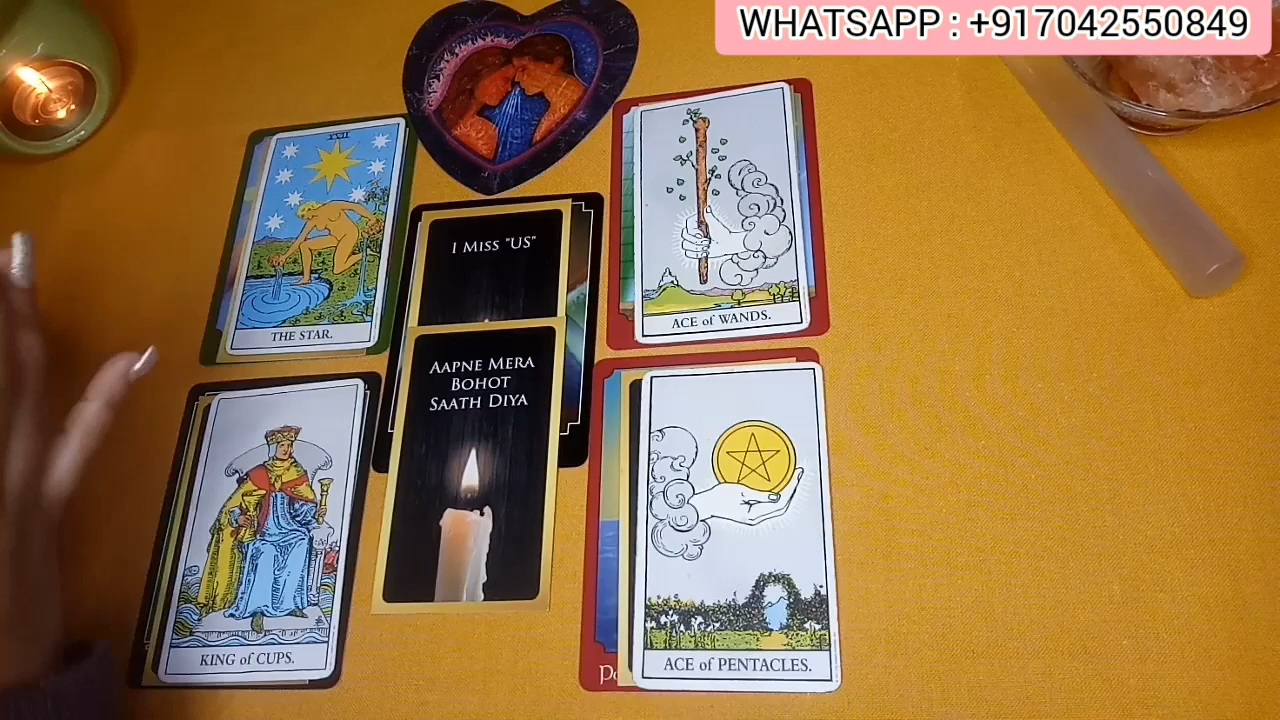 WHATSAPP : +917042550849
XVII
THE STAR.
I MISS "US"
ACE of WANDS.
AAPNE MERA
BOHOT
SAATH DIYA
KING of CUPS.
ACE of PENTACLES.